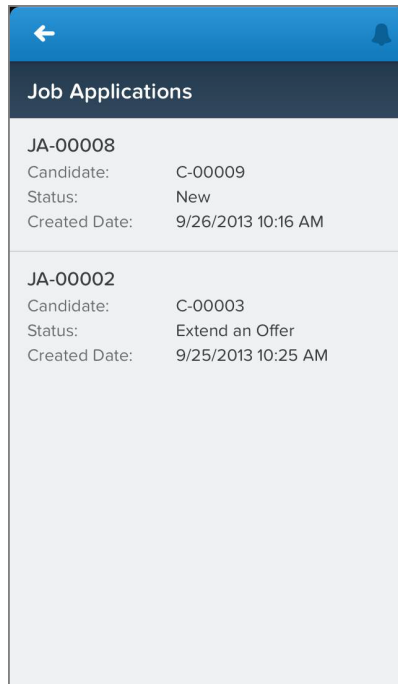 Job Applications
JA-00008
Candidate: C-00009
Status: New
Created Date: 9/26/2013 10:16 AM
JA-00002
Candidate: C-00003
Status: Extend an Offer
Created Date: 9/25/2013 10:25 AM